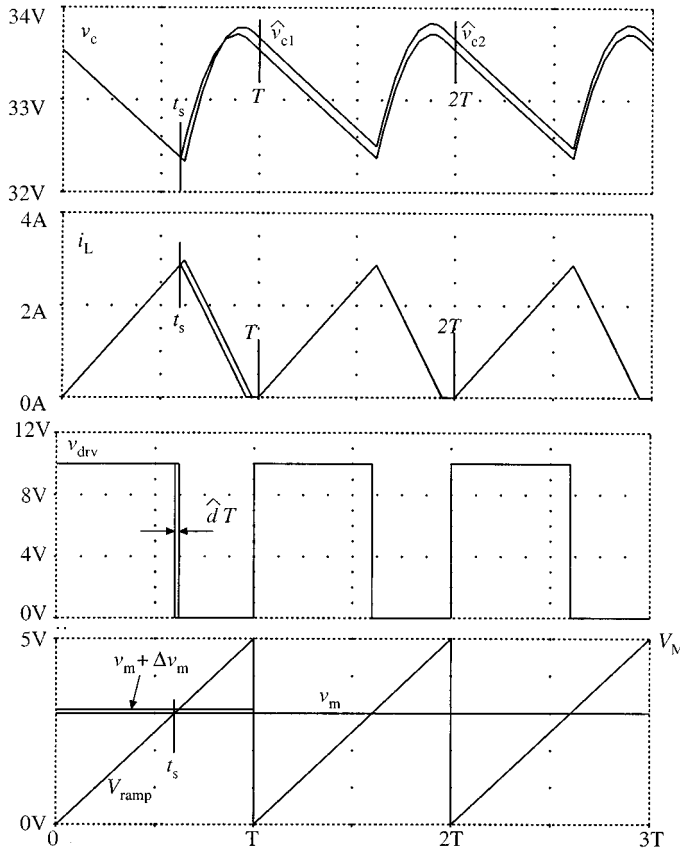 34V
v_c
v̂_c1
v̂_c2
33V
t_s
T
2T
32V
4A
i_L
2A
t_s
T
2T
0A
12V
v_drv
8V
d̂ T
4V
0V
5V
V_M
v_m + Δv_m
v_m
t_s
V_ramp
0V
0
T
2T
3T